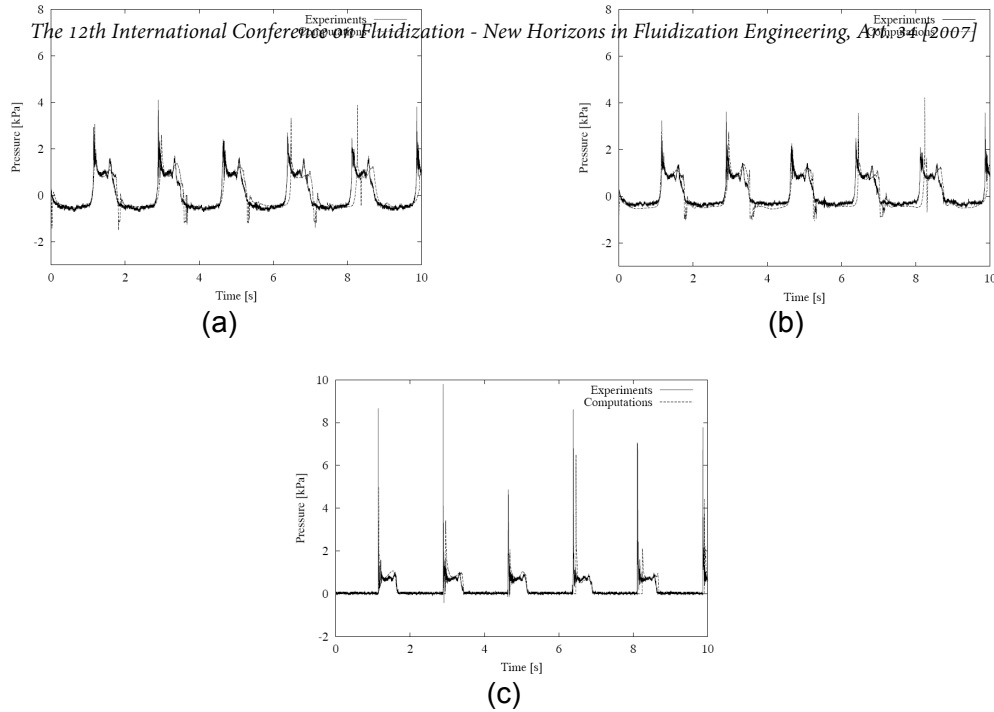 The 12th International Conference on Fluidization - New Horizons in Fluidization Engineering, Art. 34 [2007]
Experiments
Computations
8
6
4
2
0
-2
Pressure [kPa]
0 2 4 6 8 10
Time [s]
(a)
Experiments
Computations
8
6
4
2
0
-2
Pressure [kPa]
0 2 4 6 8 10
Time [s]
(b)
Experiments
Computations
10
8
6
4
2
0
-2
Pressure [kPa]
0 2 4 6 8 10
Time [s]
(c)